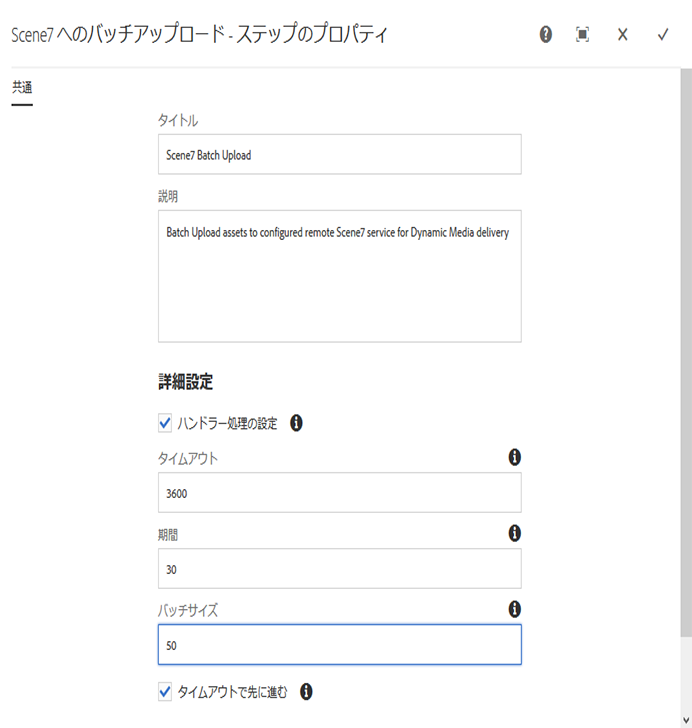 Scene7 へのバッチアップロード - ステップのプロパティ
共通
タイトル
Scene7 Batch Upload
説明
Batch Upload assets to configured remote Scene7 service for Dynamic Media delivery
詳細設定
ハンドラー処理の設定
タイムアウト
3600
期間
30
バッチサイズ
50
タイムアウトで先に進む